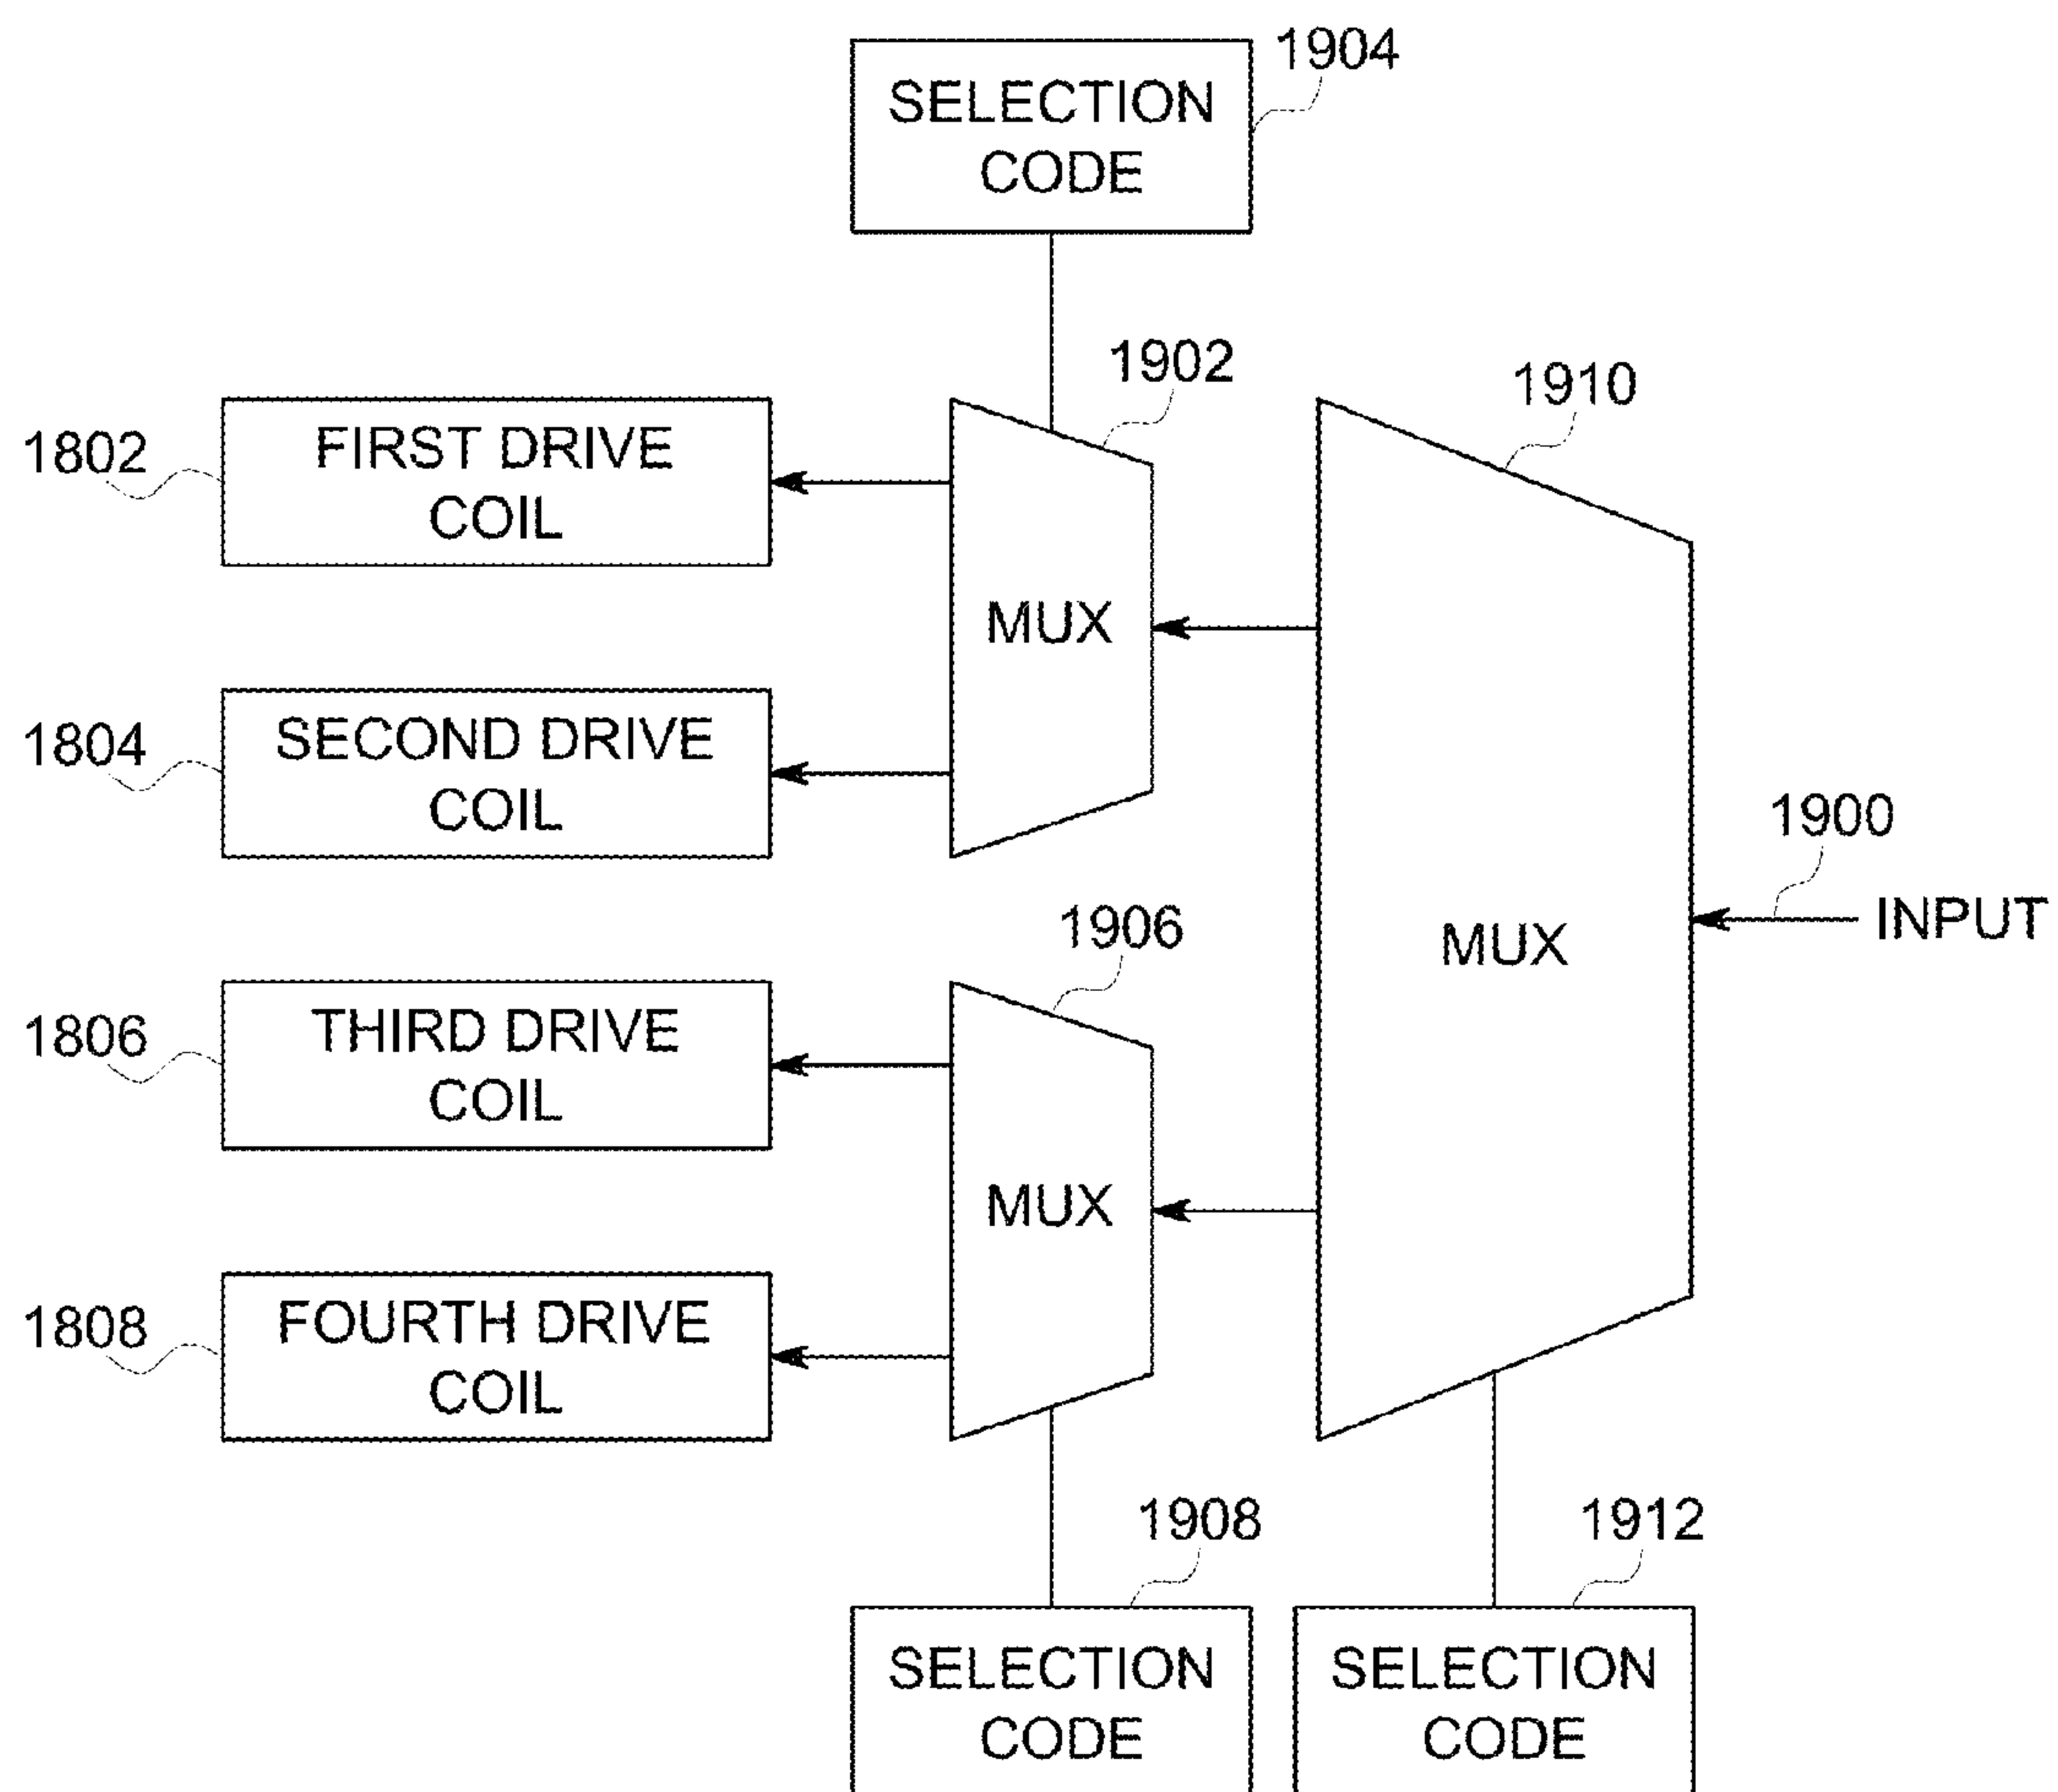 1904
SELECTION
CODE
1902
1910
1802
FIRST DRIVE
COIL
MUX
1804
SECOND DRIVE
COIL
1900
INPUT
1906
MUX
1806
THIRD DRIVE
COIL
MUX
1808
FOURTH DRIVE
COIL
1908
1912
SELECTION
CODE
SELECTION
CODE